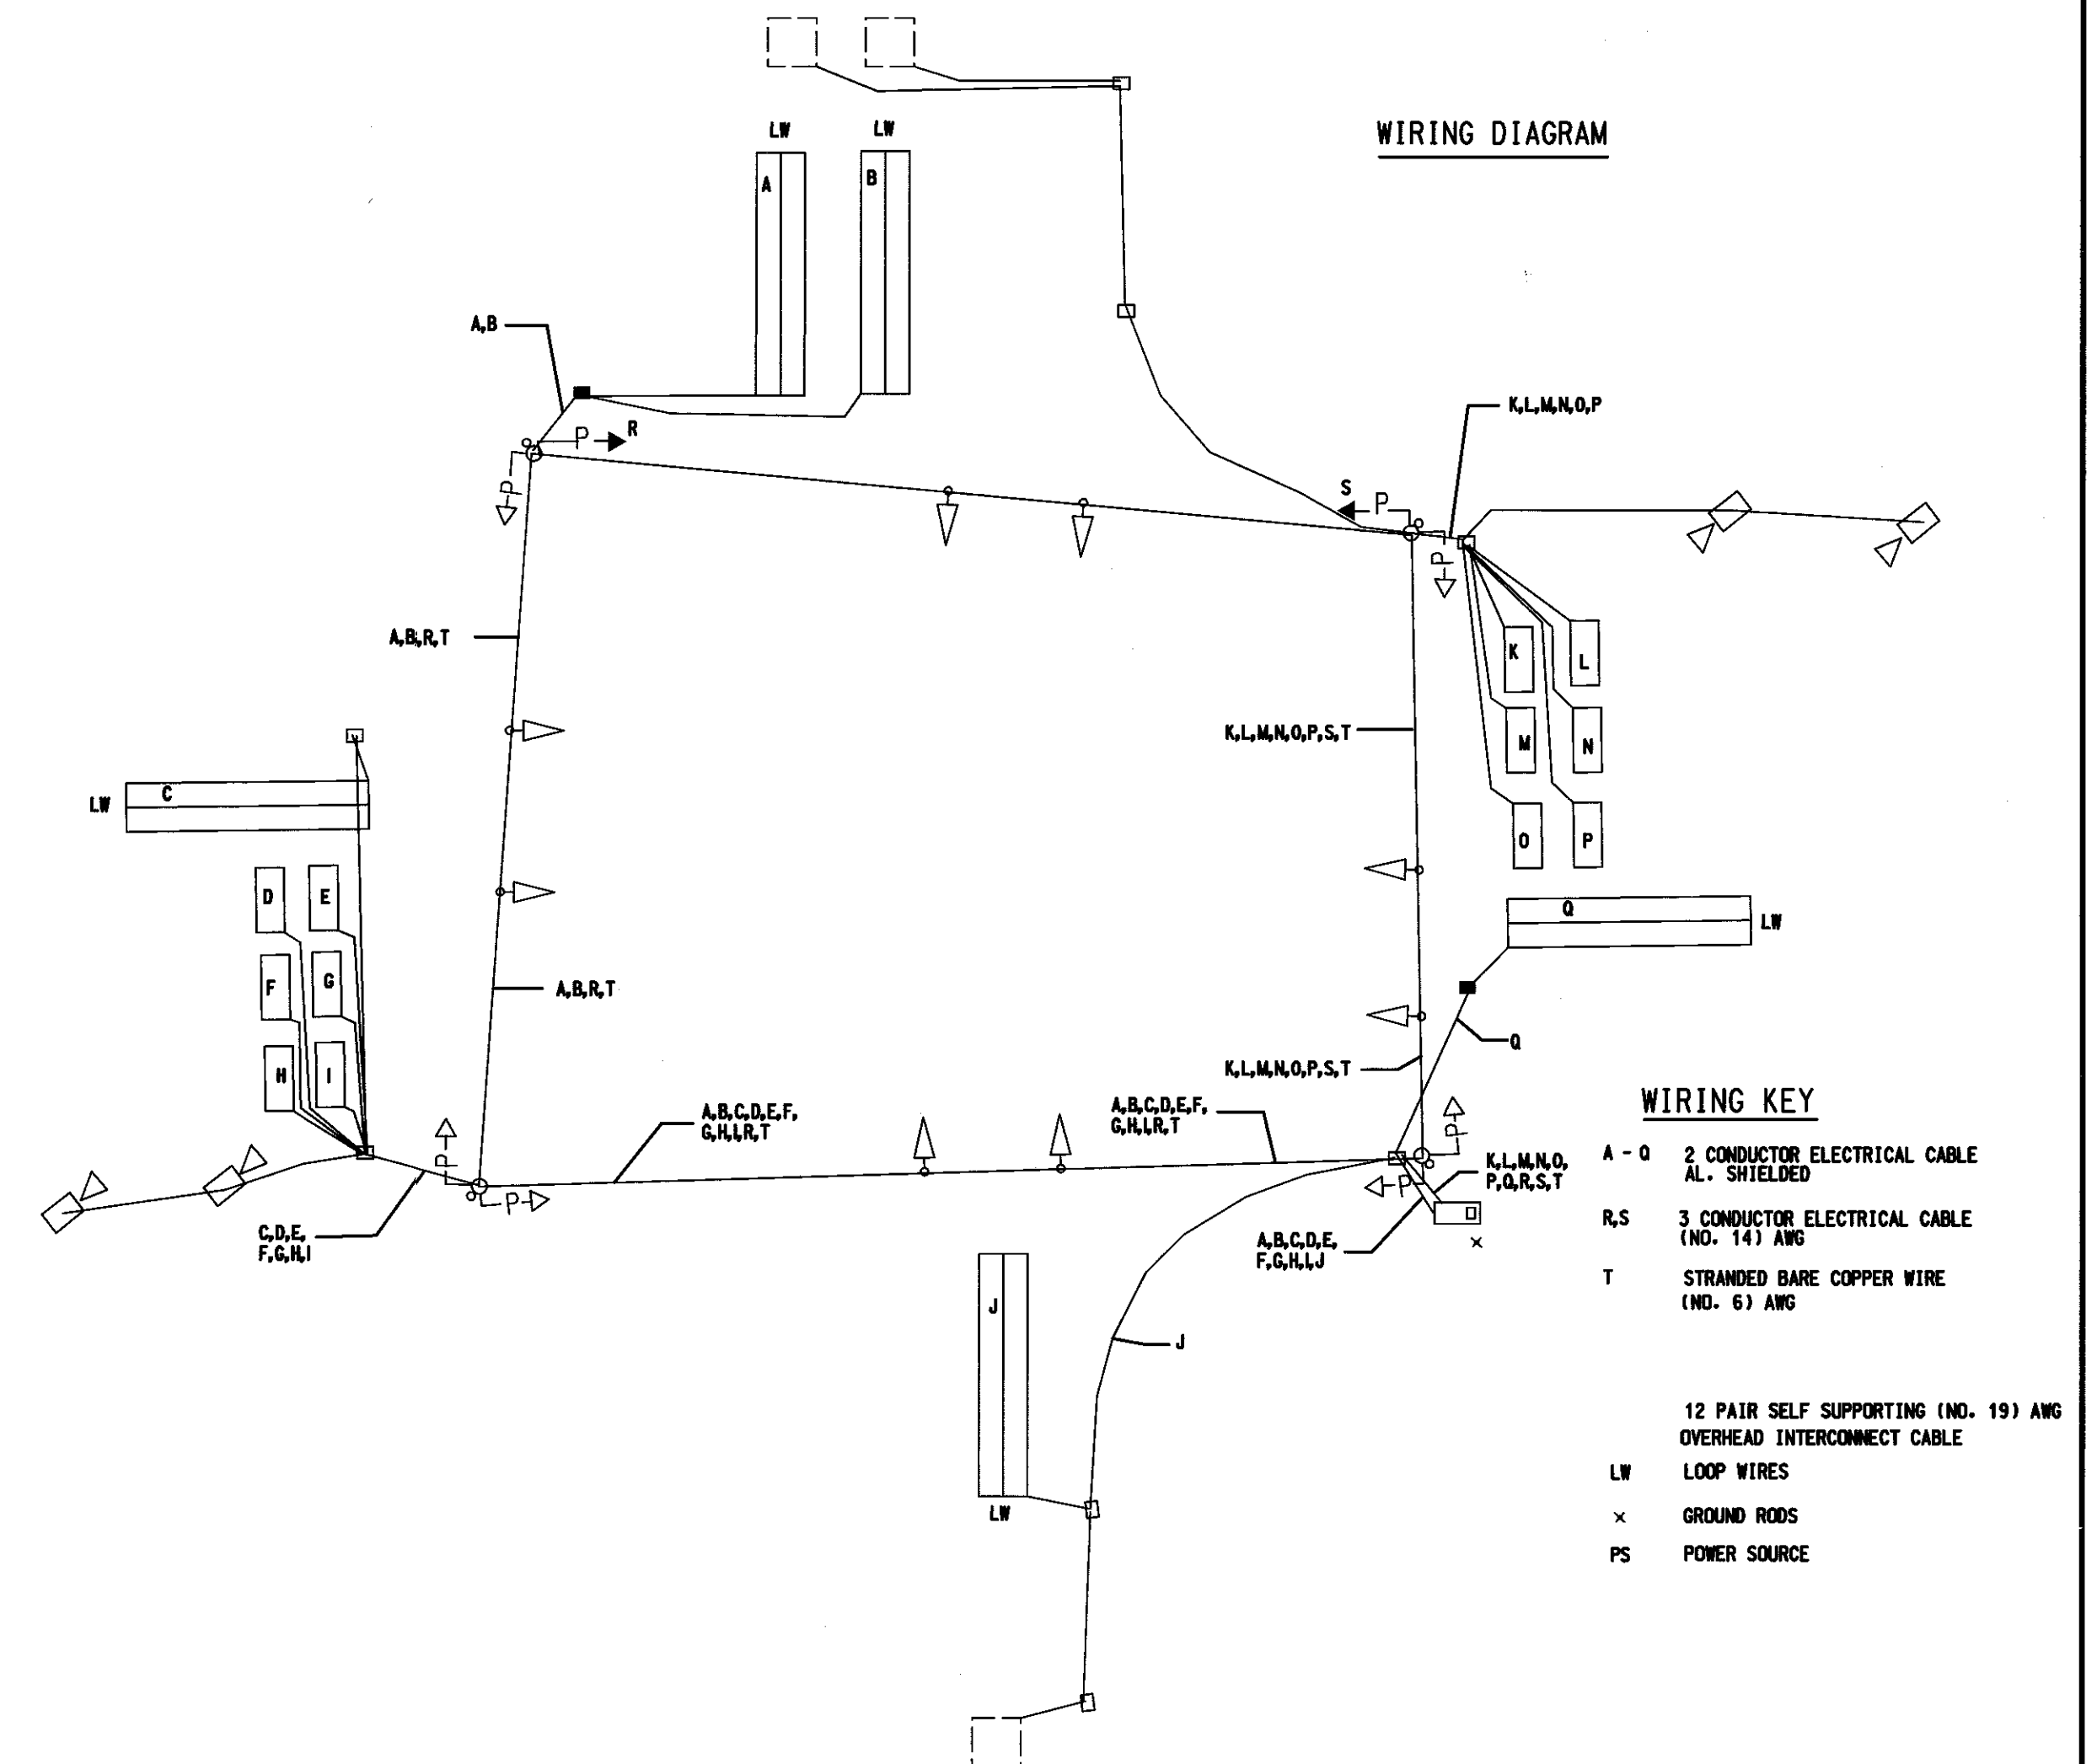 LW
LW
WIRING DIAGRAM
A
B
A,B
K,L,M,N,O,P
P
R
S
P
P
P
A,B,R,T
K
L
K,L,M,N,O,P,S,T
M
N
C
LW
O
P
D
E
Q
LW
F
G
A,B,R,T
Q
H
I
K,L,M,N,O,P,S,T
A,B,C,D,E,F,
G,H,I,R,T
A,B,C,D,E,F,
G,H,I,R,T
P
P
K,L,M,N,O,
P,Q,R,S,T
P
P
C,D,E,
F,G,H,I
A,B,C,D,E,
F,G,H,I,J
J
J
LW
WIRING KEY
A - Q 2 CONDUCTOR ELECTRICAL CABLE
AL. SHIELDED
R,S 3 CONDUCTOR ELECTRICAL CABLE
(NO. 14) AWG
T STRANDED BARE COPPER WIRE
(NO. 6) AWG
12 PAIR SELF SUPPORTING (NO. 19) AWG
OVERHEAD INTERCONNECT CABLE
LW LOOP WIRES
× GROUND RODS
PS POWER SOURCE